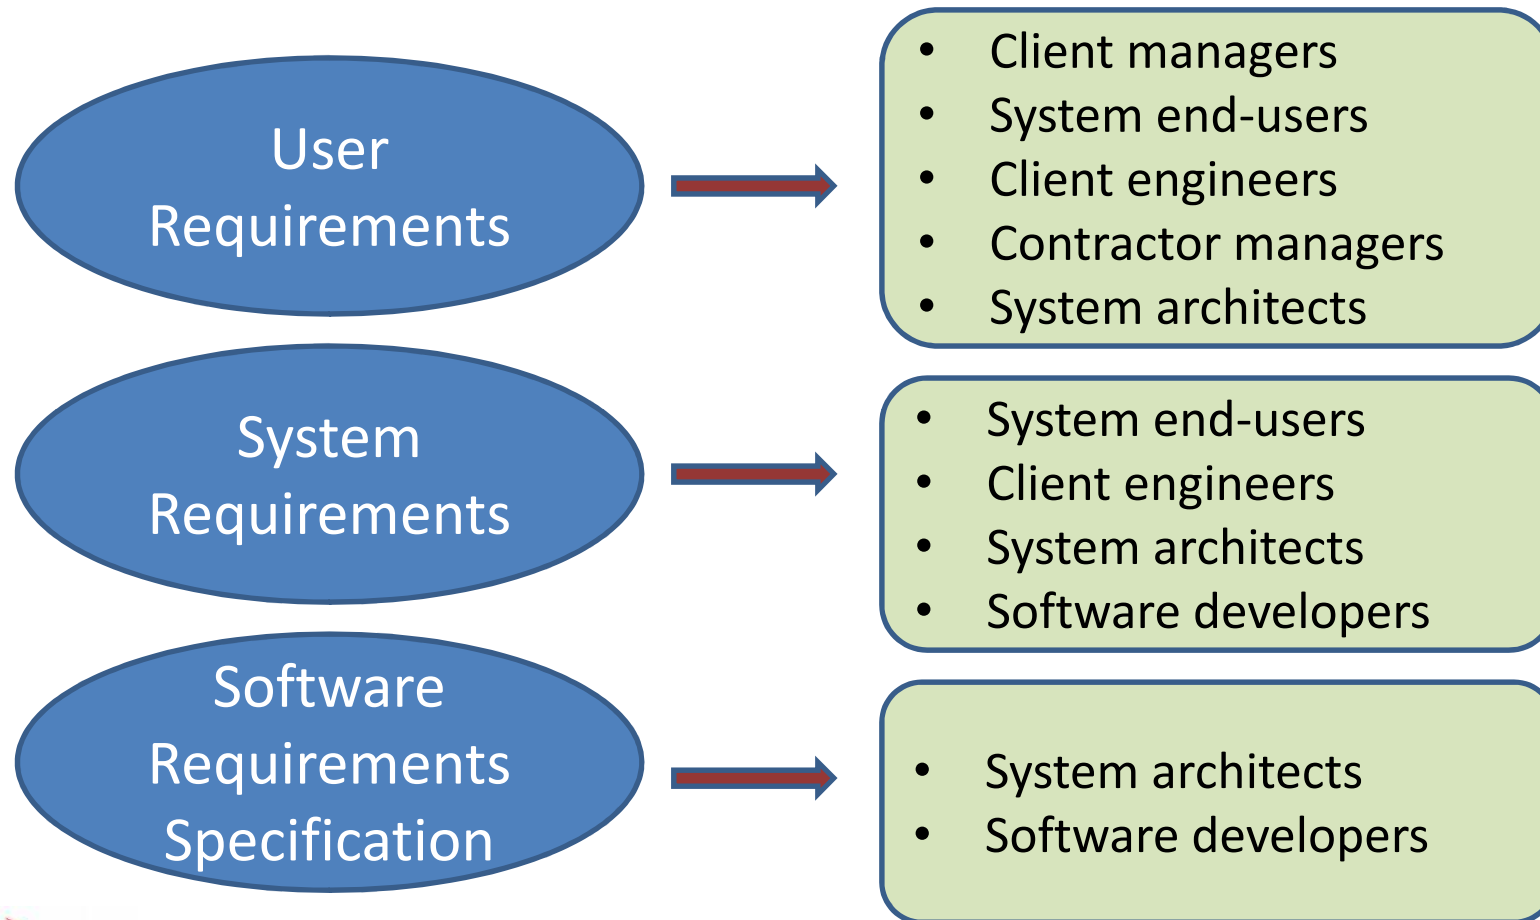 User
Requirements
• Client managers
• System end-users
• Client engineers
• Contractor managers
• System architects
System
Requirements
• System end-users
• Client engineers
• System architects
• Software developers
Software
Requirements
Specification
• System architects
• Software developers